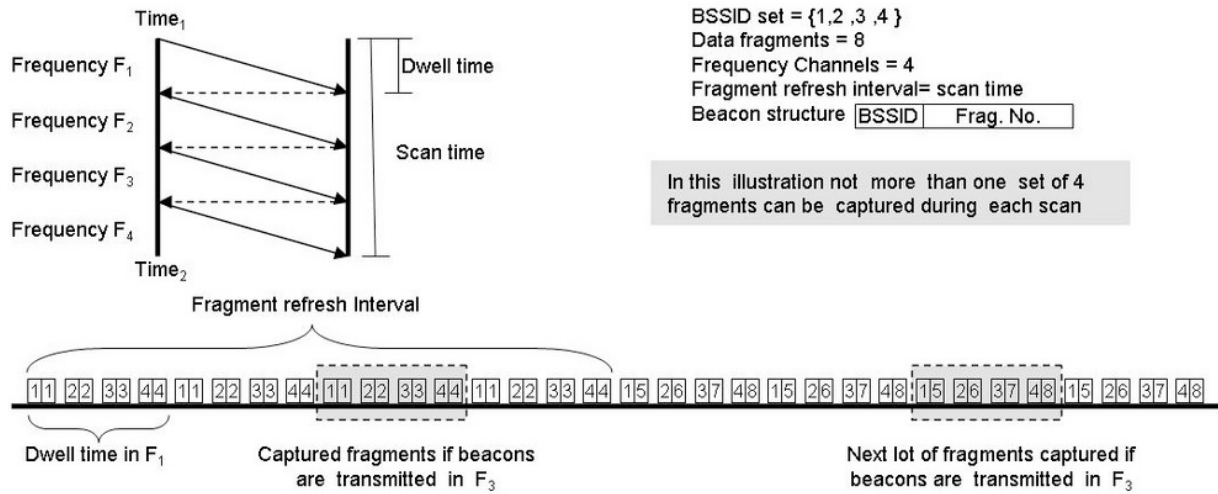 Time₁
Frequency F₁
Frequency F₂
Frequency F₃
Frequency F₄
Time₂
Dwell time
Scan time
BSSID set = {1,2 ,3 ,4 }
Data fragments = 8
Frequency Channels = 4
Fragment refresh interval= scan time
Beacon structure BSSID Frag. No.
In this illustration not more than one set of 4
fragments can be captured during each scan
Fragment refresh Interval
11 22 33 44 11 22 33 44 11 22 33 44 11 22 33 44 15 26 37 48 15 26 37 48 15 26 37 48 15 26 37 48
Dwell time in F₁
Captured fragments if beacons
are transmitted in F₃
Next lot of fragments captured if
beacons are transmitted in F₃